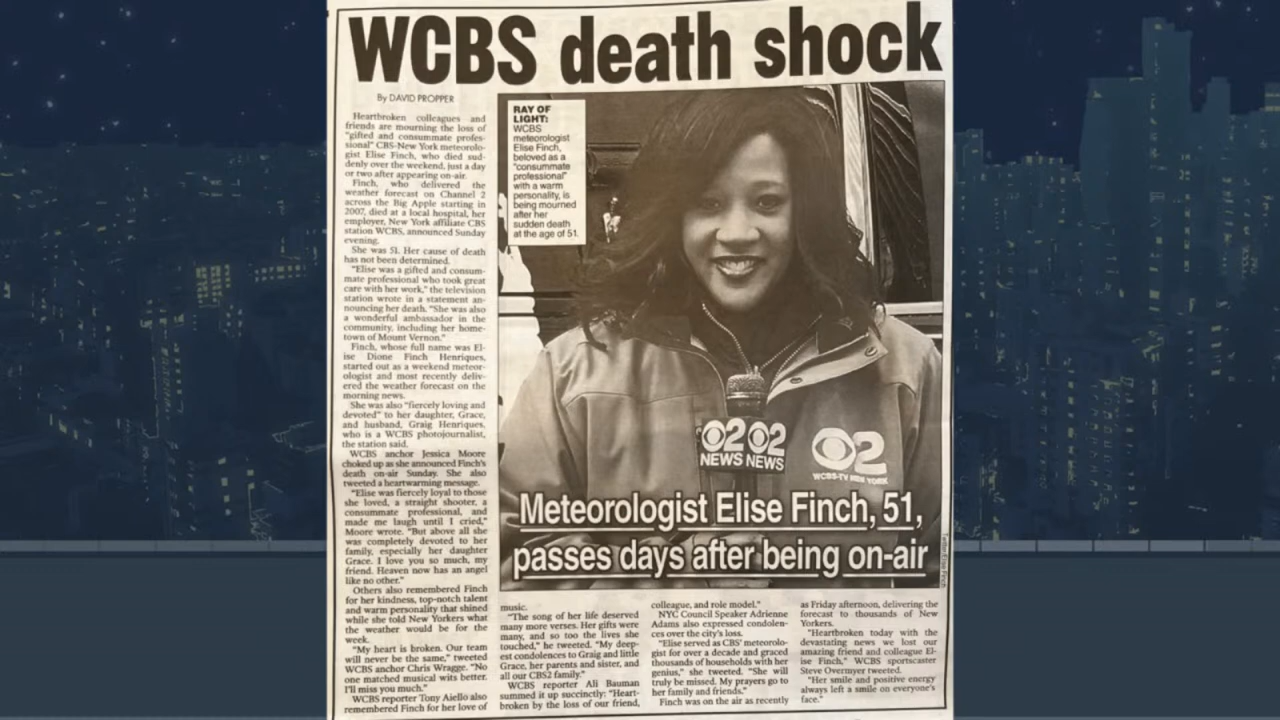 WCBS death shock
By DAVID PROPPER
Heartbroken colleagues and
friends are mourning the loss of
"gifted and consummate profes-
sional" CBS-New York meteorolo-
gist Elise Finch, who died sud-
denly over the weekend, just a day
or two after appearing on-air.
Finch, who delivered the
weather forecast on Channel 2
across the Big Apple starting in
2007, died at a local hospital, her
employer, New York affiliate CBS
station WCBS, announced Sunday
evening.
She was 51. Her cause of death
has not been determined.
"Elise was a gifted and consum-
mate professional who took great
care with her work," the television
station wrote in a statement an-
nouncing her death. "She was also
a wonderful ambassador in the
community, including her home-
town of Mount Vernon."
Finch, whose full name was El-
ise Dione Finch Henriques,
started out as a weekend meteor-
ologist and most recently deliv-
ered the weather forecast on the
morning news.
She was also "fiercely loving and
devoted" to her daughter, Grace,
and husband, Graig Henriques,
who is a WCBS photojournalist,
the station said.
WCBS anchor Jessica Moore
choked up as she announced Finch's
death on-air Sunday. She also
tweeted a heartwarming message.
"Elise was fiercely loyal to those
she loved, a straight shooter, a
consummate professional, and
made me laugh until I cried,"
Moore wrote. "But above all she
was completely devoted to her
family, especially her daughter
Grace. I love you so much, my
friend. Heaven now has an angel
like no other."
Others also remembered Finch
for her kindness, top-notch talent
and warm personality that shined
while she told New Yorkers what
the weather would be for the
week.
"My heart is broken. Our team
will never be the same," tweeted
WCBS anchor Chris Wragge. "No
one matched musical wits better.
I'll miss you much."
WCBS reporter Tony Aiello also
remembered Finch for her love of
RAY OF
LIGHT:
WCBS
meteorologist
Elise Finch,
beloved as a
"consummate
professional"
with a warm
personality, is
being mourned
after her
sudden death
at the age of 51.
2 2
NEWS NEWS
2
WCBS-TV NEW YORK
Meteorologist Elise Finch, 51,
passes days after being on-air
Twitter/Elise Finch
music.
"The song of her life deserved
many more verses. Her gifts were
many, and so too the lives she
touched," he tweeted. "My deep-
est condolences to Graig and little
Grace, her parents and sister, and
all our CBS2 family."
WCBS reporter Ali Bauman
summed it up succinctly: "Heart-
broken by the loss of our friend,
colleague, and role model."
NYC Council Speaker Adrienne
Adams also expressed condolen-
ces over the city's loss.
"Elise served as CBS' meteorolo-
gist for over a decade and graced
thousands of households with her
genius," she tweeted. "She will
truly be missed. My prayers go to
her family and friends."
Finch was on the air as recently
as Friday afternoon, delivering the
forecast to thousands of New
Yorkers.
"Heartbroken today with the
devastating news we lost our
amazing friend and colleague El-
ise Finch," WCBS sportscaster
Steve Overmyer tweeted.
"Her smile and positive energy
always left a smile on everyone's
face."